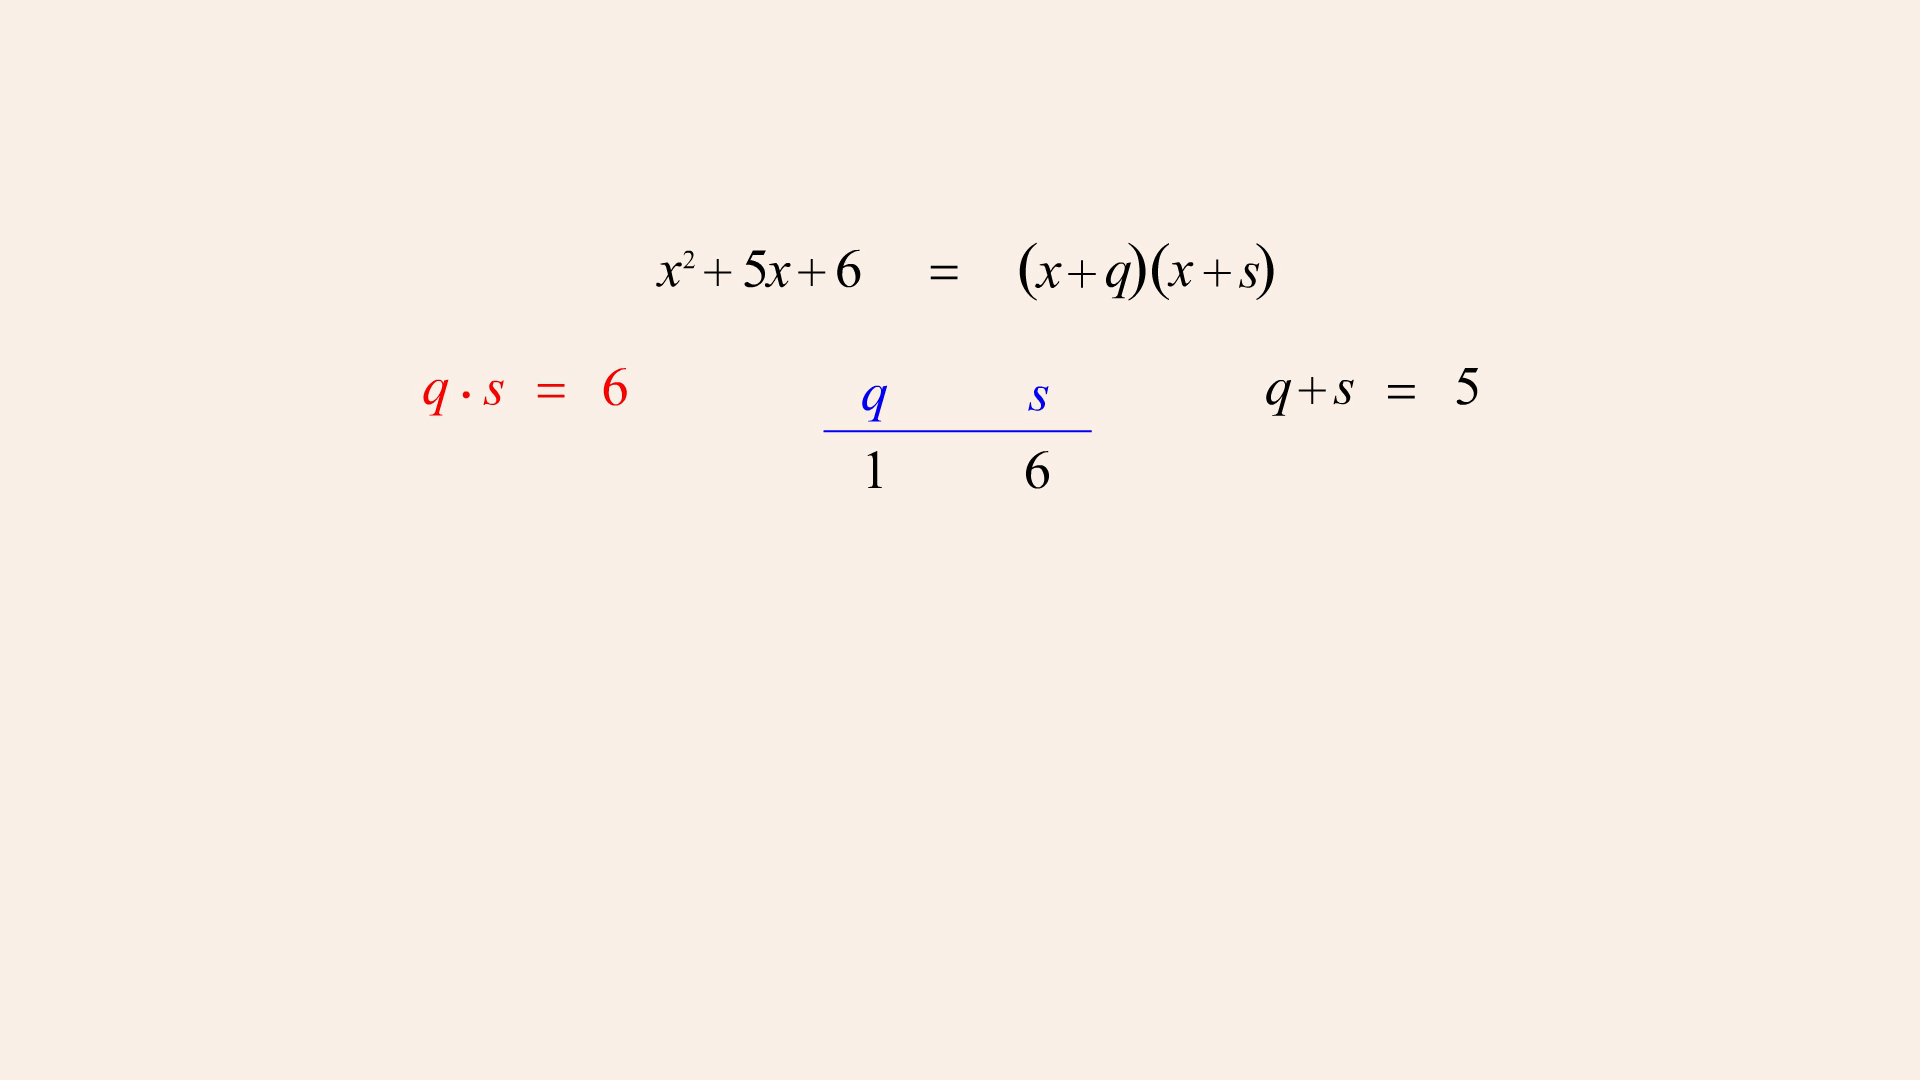 x² + 5x + 6 = (x + q)(x + s)
q · s = 6
q s
1 6
q + s = 5